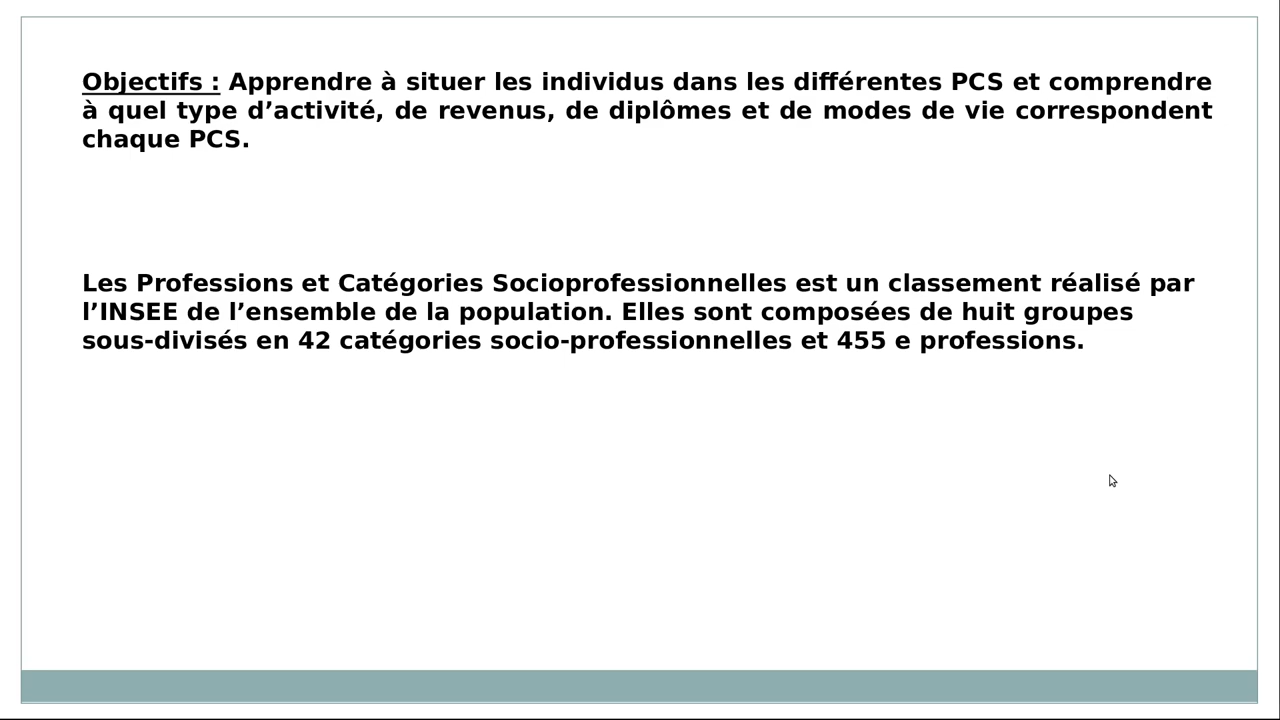 Objectifs : Apprendre à situer les individus dans les différentes PCS et comprendre
à quel type d’activité, de revenus, de diplômes et de modes de vie correspondent
chaque PCS.
Les Professions et Catégories Socioprofessionnelles est un classement réalisé par
l’INSEE de l’ensemble de la population. Elles sont composées de huit groupes
sous-divisés en 42 catégories socio-professionnelles et 455 e professions.